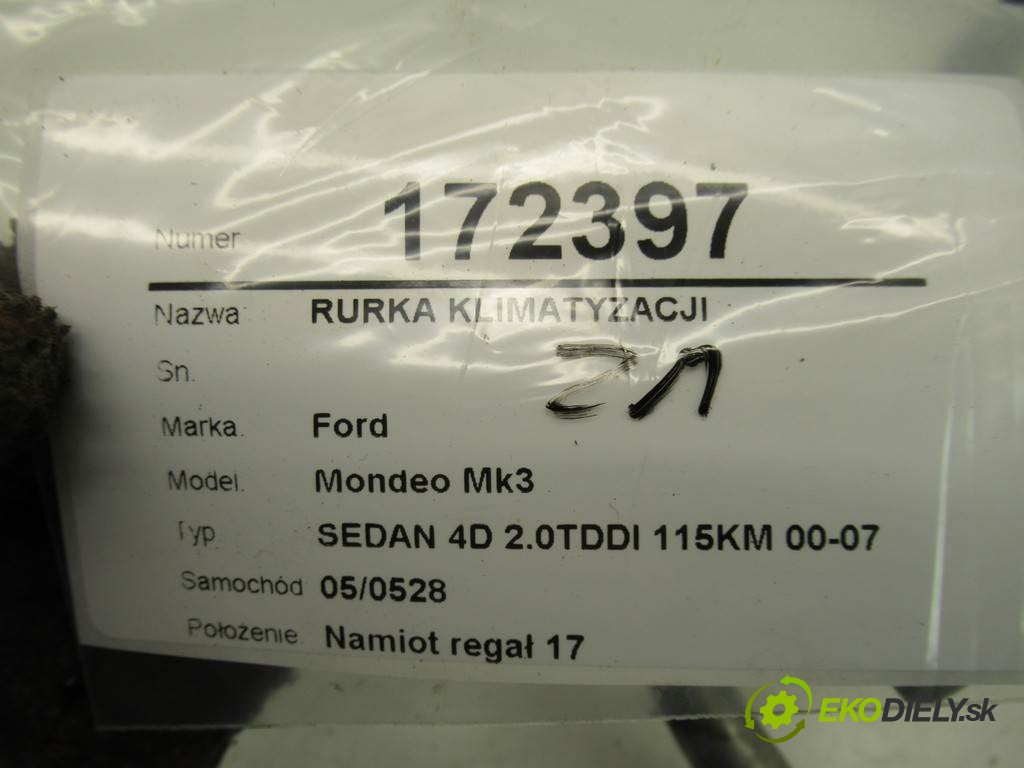 Numer 172397
Nazwa: RURKA KLIMATYZACJI
Sn.
Marka. Ford
Model. Mondeo Mk3
Typ SEDAN 4D 2.0TDDI 115KM 00-07
Samochód 05/0528
Położenie. Namiot regał 17
EKODIELY.sk